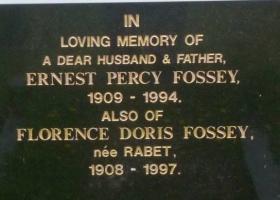 IN
LOVING MEMORY OF
A DEAR HUSBAND & FATHER,
ERNEST PERCY FOSSEY,
1909 - 1994.
ALSO OF
FLORENCE DORIS FOSSEY,
née RABET,
1908 - 1997.